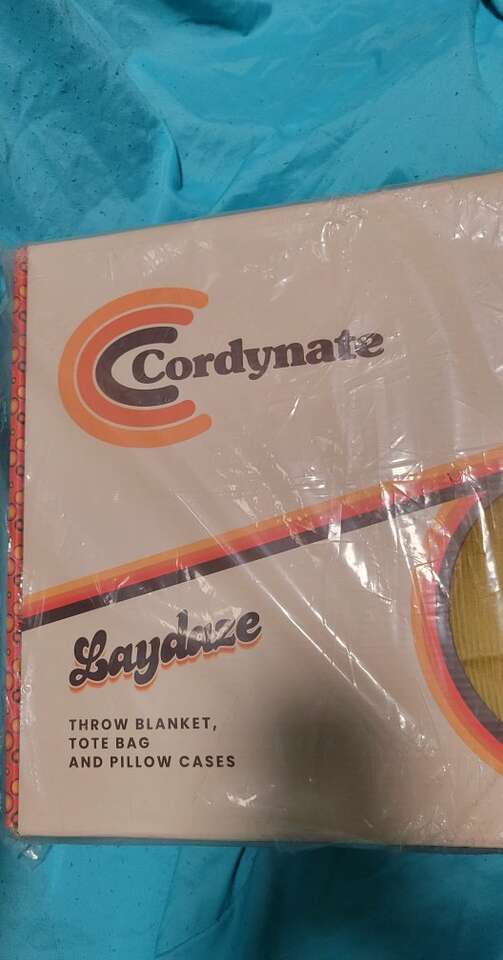 Cordynate
Laydaze
THROW BLANKET,
TOTE BAG
AND PILLOW CASES